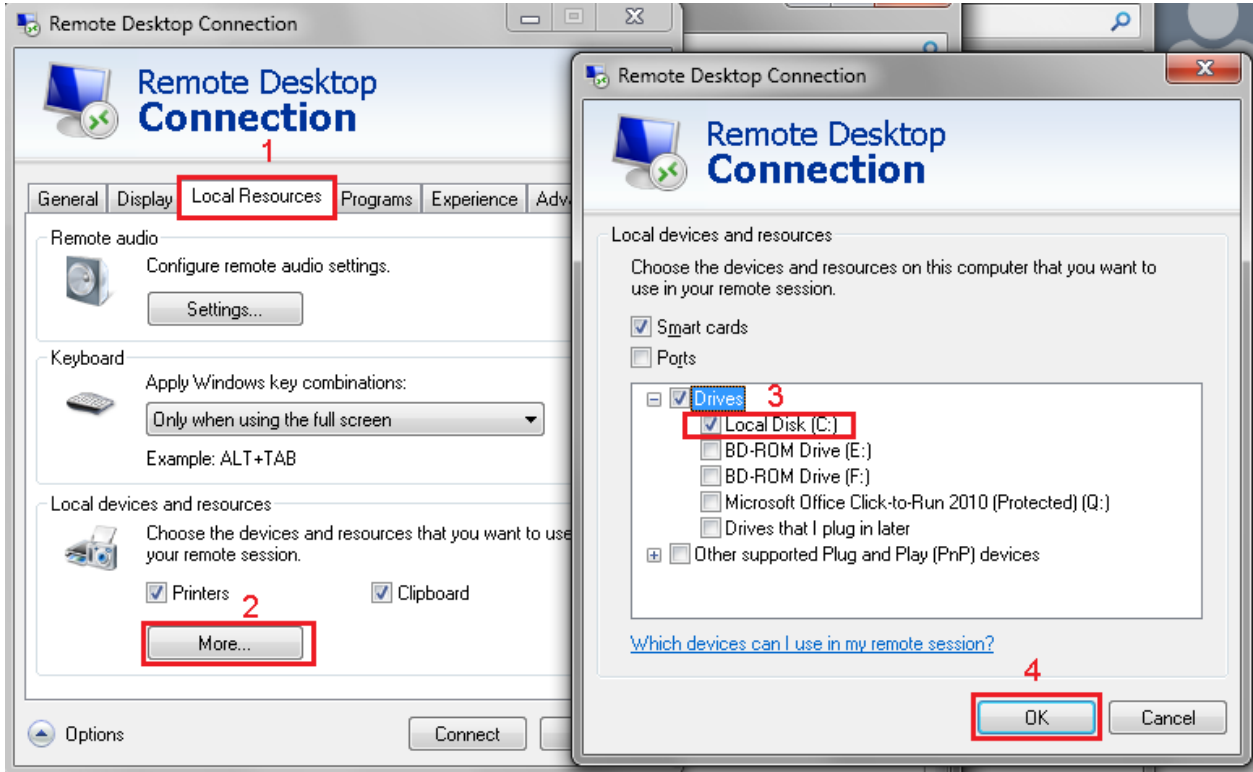 Remote Desktop Connection
Remote Desktop
Connection
1
General Display Local Resources Programs Experience Adv
Remote audio
Configure remote audio settings.
Settings...
Keyboard
Apply Windows key combinations:
Only when using the full screen
Example: ALT+TAB
Local devices and resources
Choose the devices and resources that you want to use
your remote session.
Printers Clipboard
2
More...
Options Connect
Remote Desktop Connection
Remote Desktop
Connection
Local devices and resources
Choose the devices and resources on this computer that you want to
use in your remote session.
Smart cards
Ports
Drives 3
Local Disk (C:)
BD-ROM Drive (E:)
BD-ROM Drive (F:)
Microsoft Office Click-to-Run 2010 (Protected) (Q:)
Drives that I plug in later
Other supported Plug and Play (PnP) devices
Which devices can I use in my remote session?
4
OK Cancel